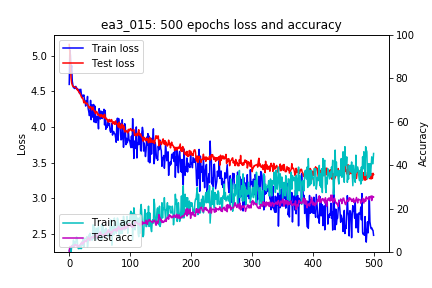 ea3_015: 500 epochs loss and accuracy
Train loss
Test loss
Train acc
Test acc
Loss
5.0
4.5
4.0
3.5
3.0
2.5
Accuracy
100
80
60
40
20
0
0
100
200
300
400
500